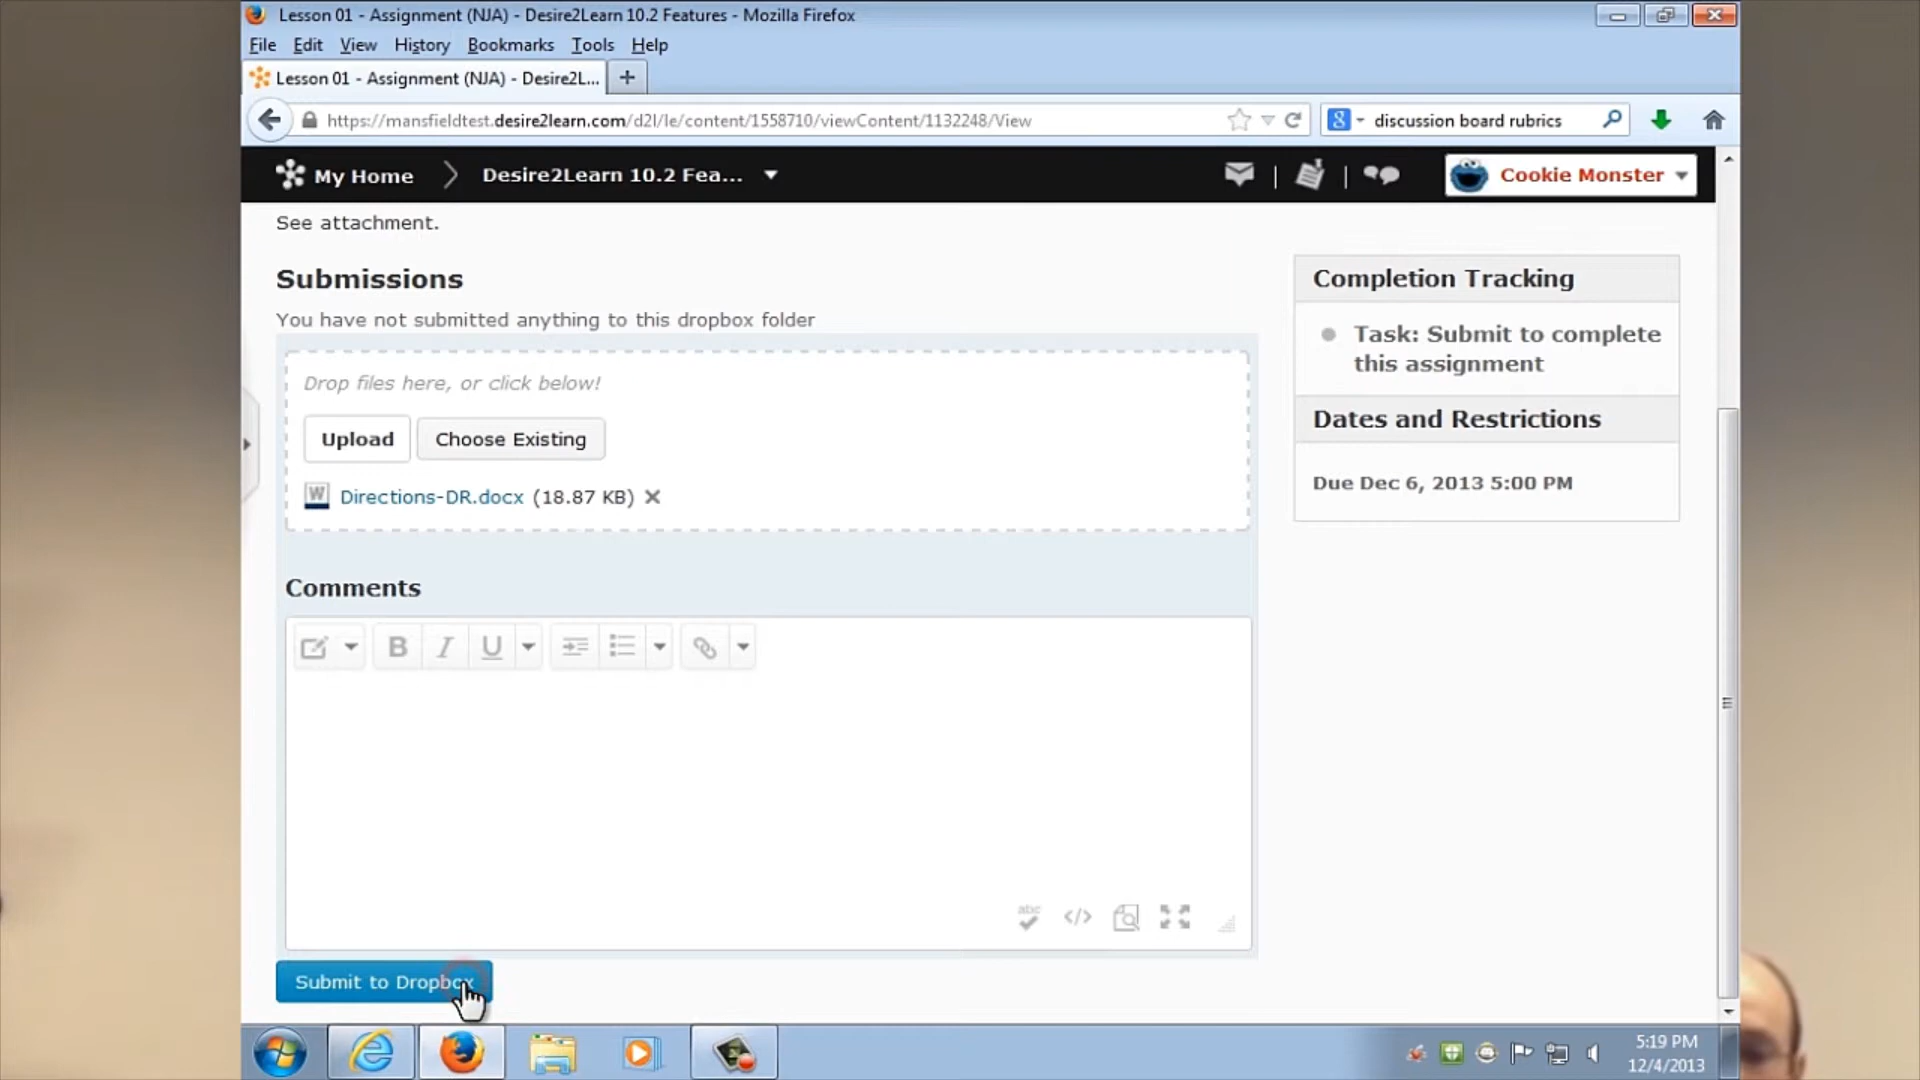 Lesson 01 - Assignment (NJA) - Desire2Learn 10.2 Features - Mozilla Firefox
File Edit View History Bookmarks Tools Help
Lesson 01 - Assignment (NJA) - Desire2L...
https://mansfieldtest.desire2learn.com/d2l/le/content/1558710/viewContent/1132248/View
discussion board rubrics
My Home
Desire2Learn 10.2 Fea...
Cookie Monster
See attachment.
Submissions
You have not submitted anything to this dropbox folder
Drop files here, or click below!
Upload
Choose Existing
Directions-DR.docx (18.87 KB)
Completion Tracking
Task: Submit to complete
this assignment
Dates and Restrictions
Due Dec 6, 2013 5:00 PM
Comments
B I U
abc
Submit to Dropbox
5:19 PM
12/4/2013